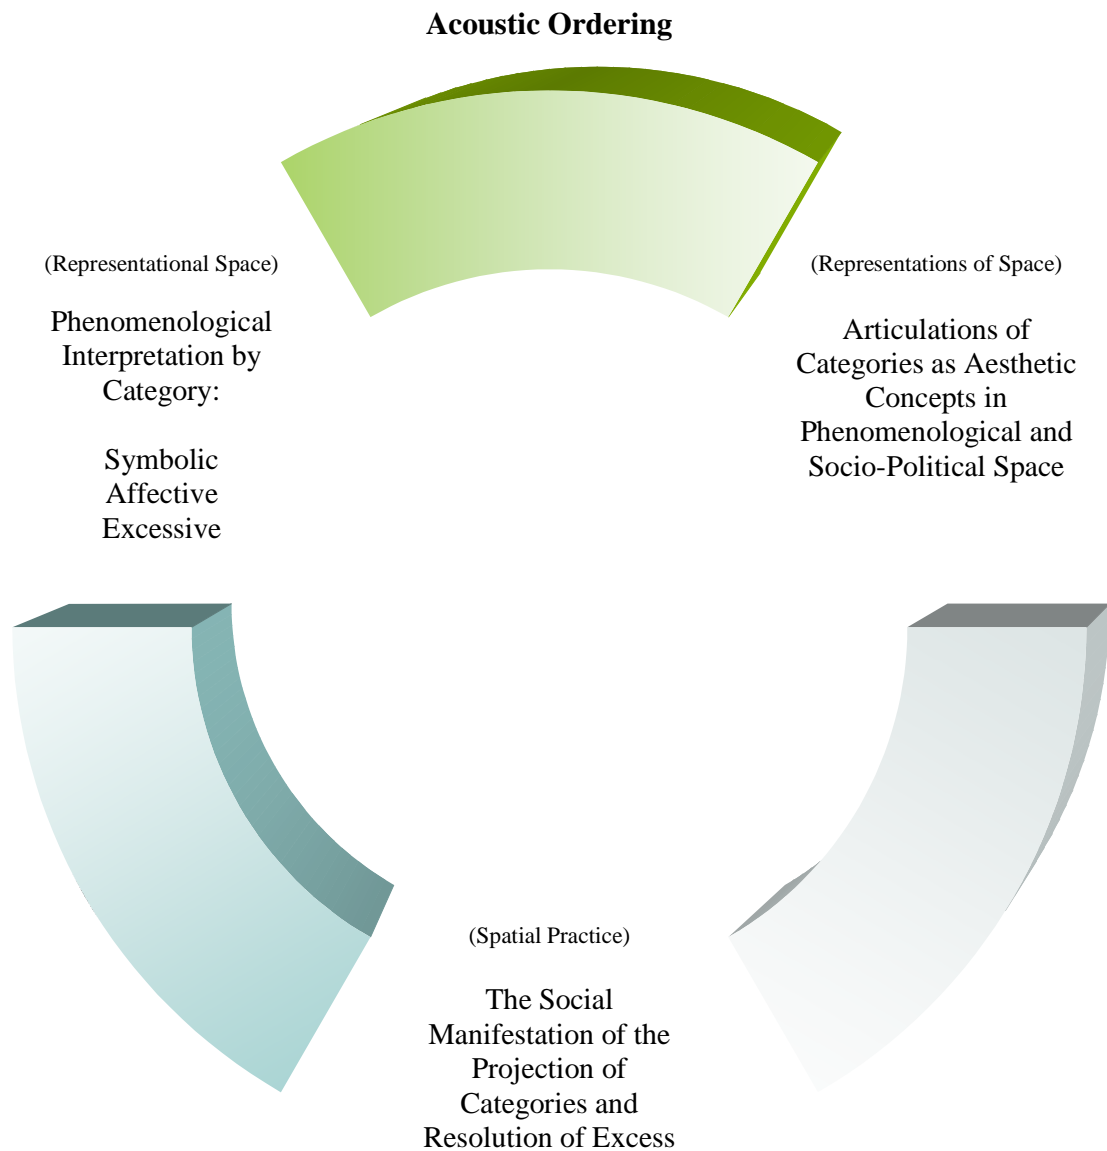 Acoustic Ordering
(Representational Space)
Phenomenological
Interpretation by
Category:
Symbolic
Affective
Excessive
(Representations of Space)
Articulations of
Categories as Aesthetic
Concepts in
Phenomenological and
Socio-Political Space
(Spatial Practice)
The Social
Manifestation of the
Projection of
Categories and
Resolution of Excess